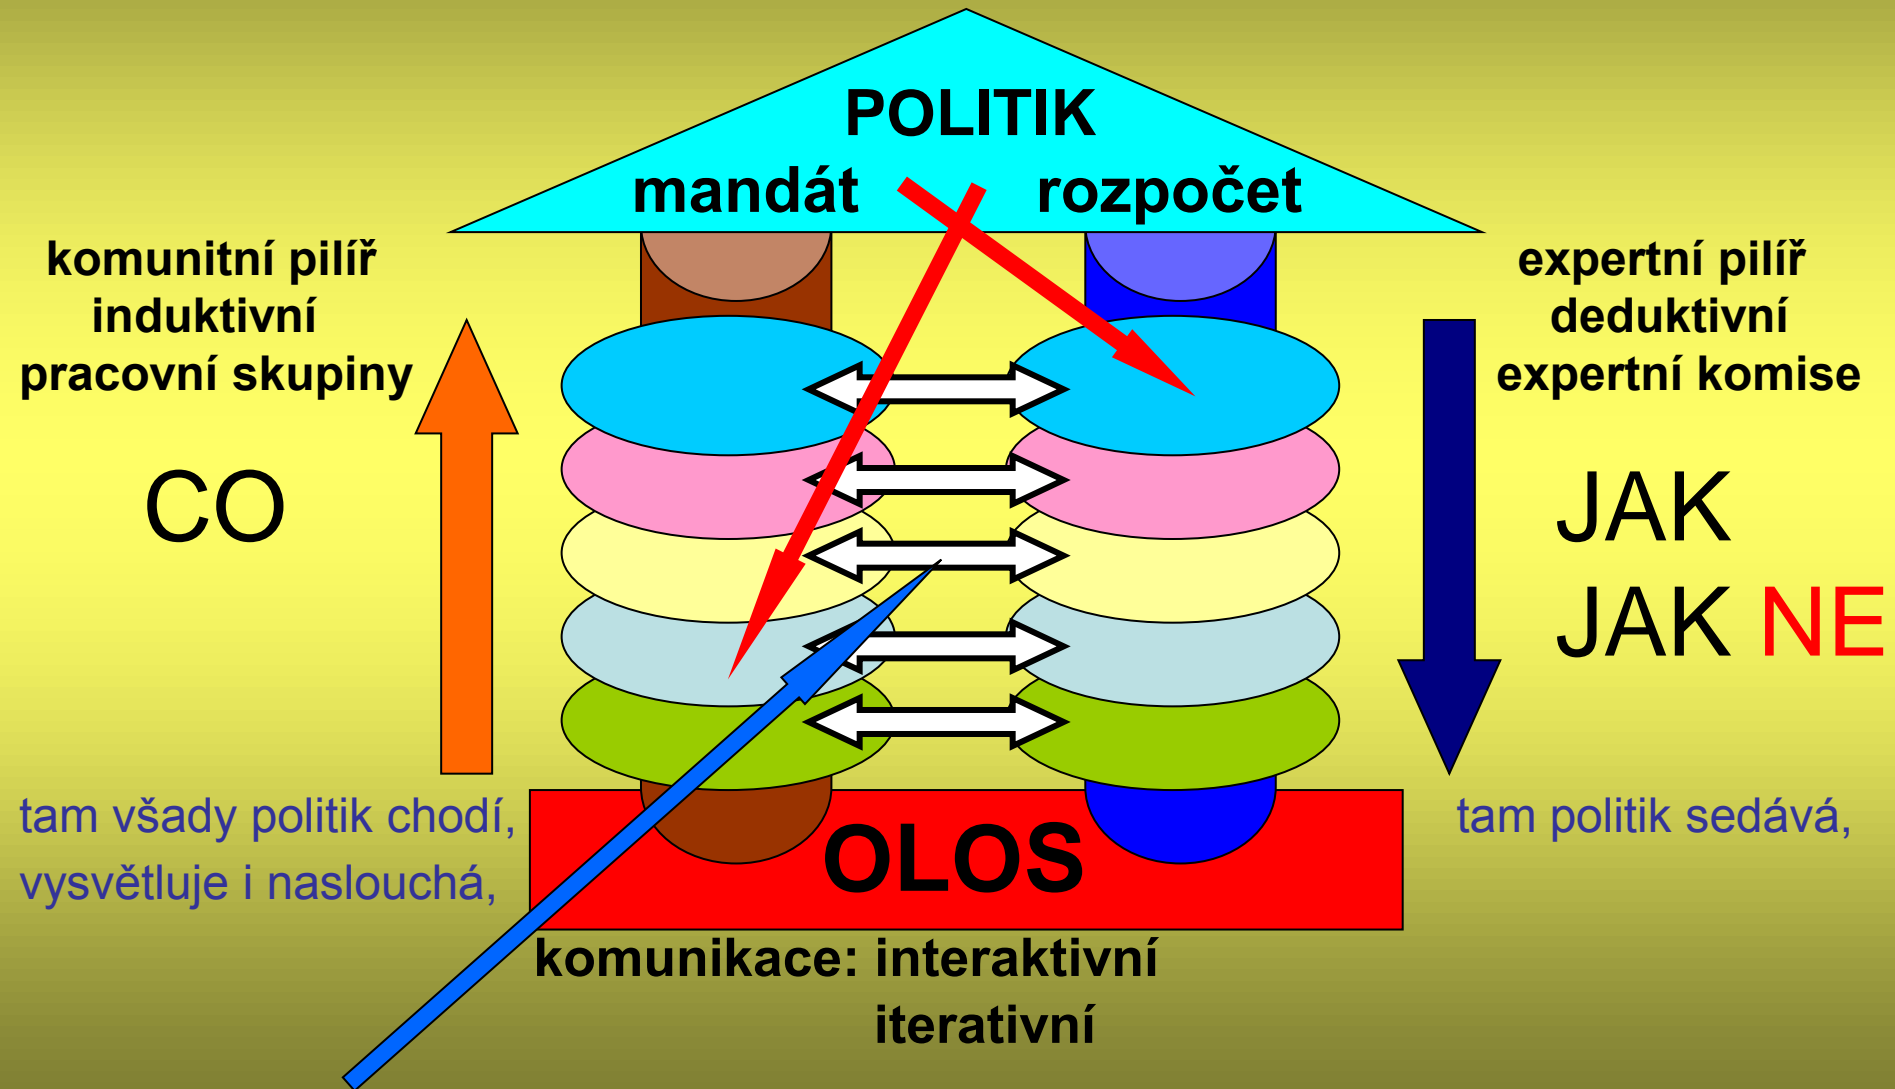 POLITIK
mandát rozpočet
komunitní pilíř
induktivní
pracovní skupiny
CO
expertní pilíř
deduktivní
expertní komise
JAK
JAK NE
tam všady politik chodí,
vysvětluje i naslouchá,
tam politik sedává,
OLOS
komunikace: interaktivní
iterativní